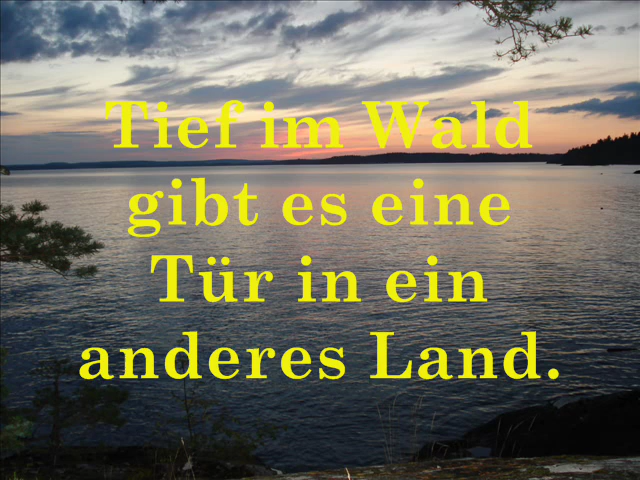 Tief im Wald
gibt es eine
Tür in ein
anderes Land.